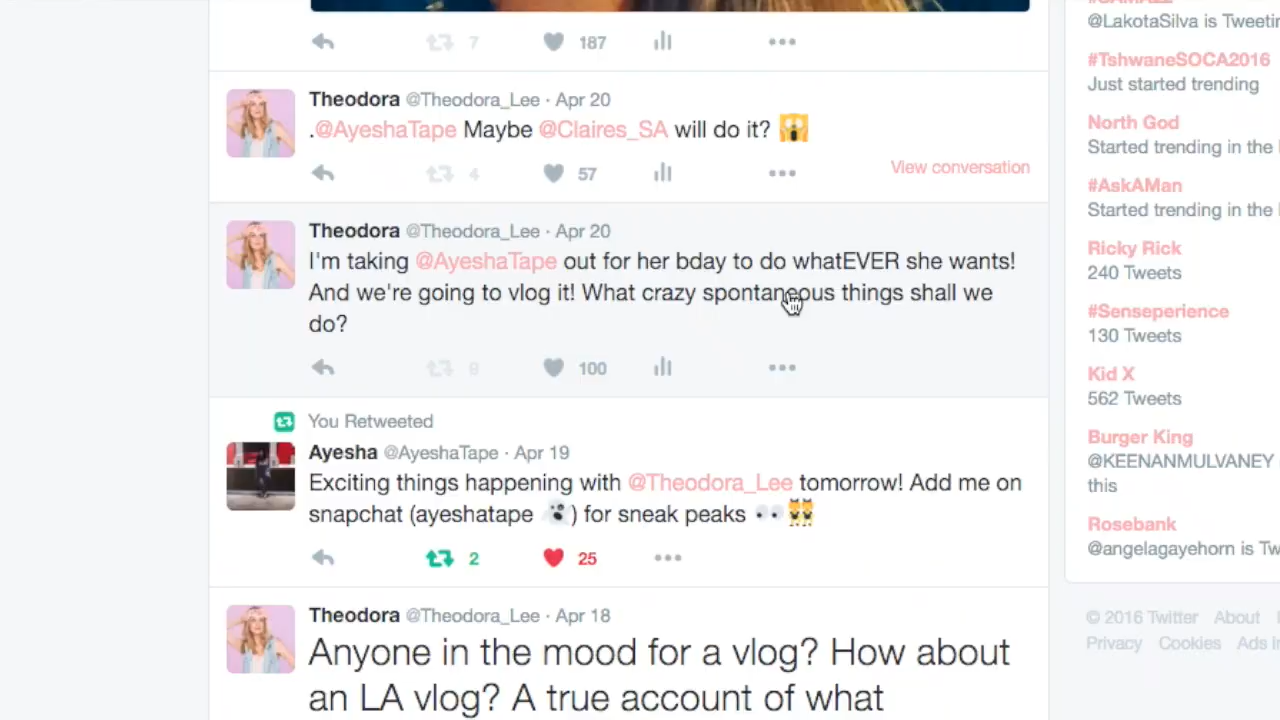 7 187
Theodora @Theodora_Lee · Apr 20
.@AyeshaTape Maybe @Claires_SA will do it?
4 57
View conversation
Theodora @Theodora_Lee · Apr 20
I'm taking @AyeshaTape out for her bday to do whatEVER she wants!
And we're going to vlog it! What crazy spontaneous things shall we
do?
9 100
You Retweeted
Ayesha @AyeshaTape · Apr 19
Exciting things happening with @Theodora_Lee tomorrow! Add me on
snapchat (ayeshatape 👻) for sneak peaks 👀👯
2 25
Theodora @Theodora_Lee · Apr 18
Anyone in the mood for a vlog? How about
an LA vlog? A true account of what
@LakotaSilva is Tweetin
#TshwaneSOCA2016
Just started trending
North God
Started trending in the
#AskAMan
Started trending in the
Ricky Rick
240 Tweets
#Senseperience
130 Tweets
Kid X
562 Tweets
Burger King
@KEENANMULVANEY
this
Rosebank
@angelagayehorn is Tw
© 2016 Twitter About
Privacy Cookies Ads